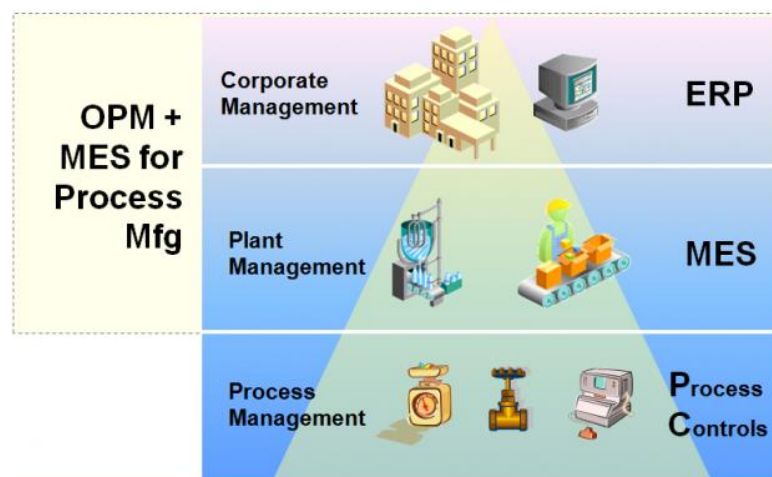 OPM +
MES for
Process
Mfg
Corporate
Management
ERP
Plant
Management
MES
Process
Management
Process
Controls